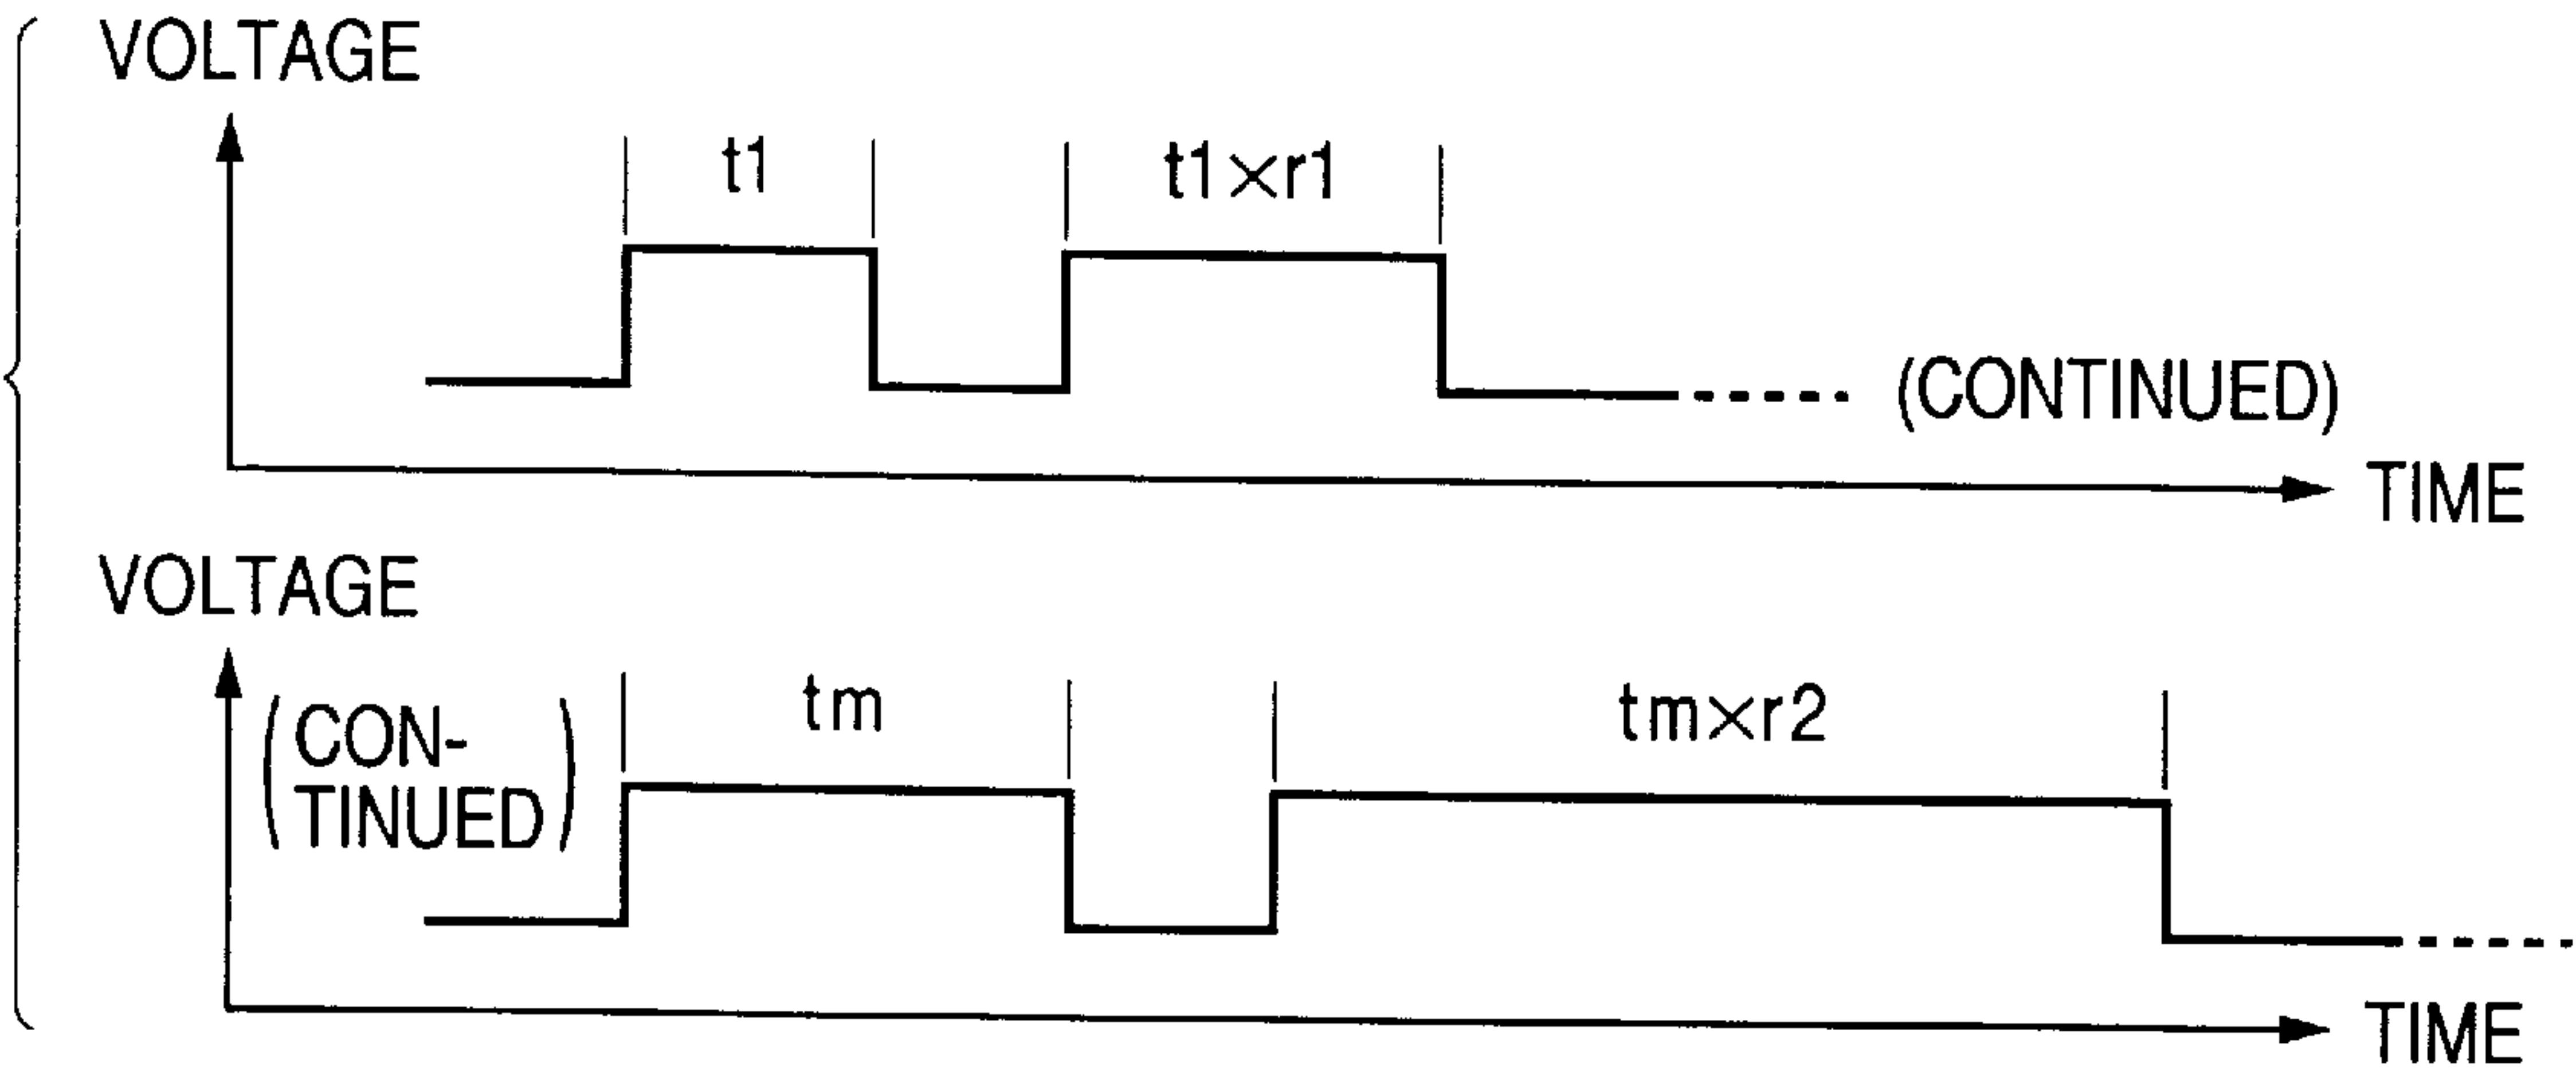 VOLTAGE
t1
t1×r1
(CONTINUED)
TIME
VOLTAGE
(CON-
TINUED)
tm
tm×r2
TIME